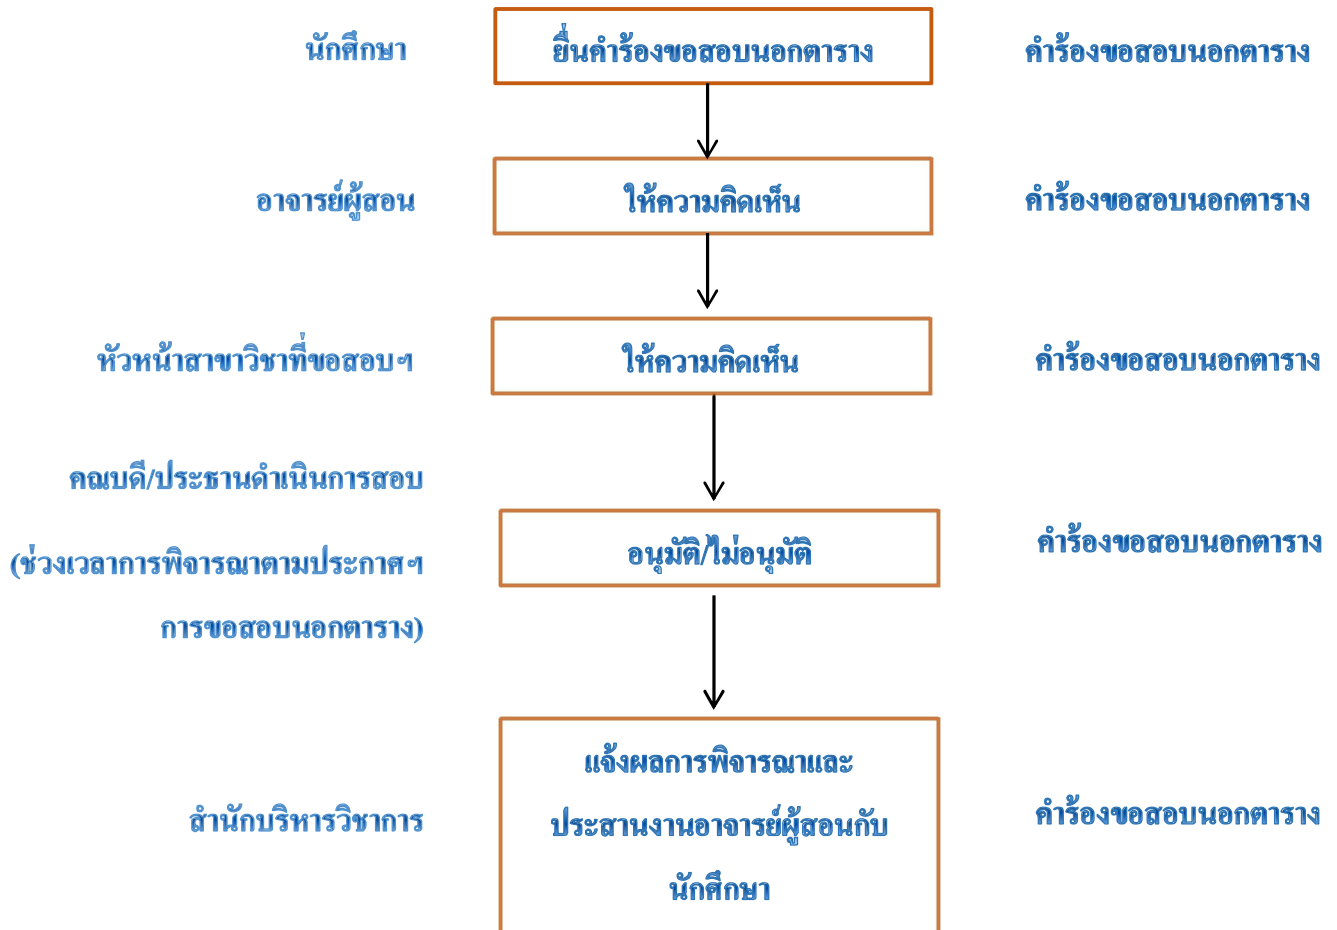 นักศึกษา
ยื่นคำร้องขอสอบนอกตาราง
คำร้องขอสอบนอกตาราง
อาจารย์ผู้สอน
ให้ความคิดเห็น
คำร้องขอสอบนอกตาราง
หัวหน้าสาขาวิชาที่ขอสอบฯ
ให้ความคิดเห็น
คำร้องขอสอบนอกตาราง
คณบดี/ประธานดำเนินการสอบ
(ช่วงเวลาการพิจารณาตามประกาศฯ
การขอสอบนอกตาราง)
อนุมัติ/ไม่อนุมัติ
คำร้องขอสอบนอกตาราง
สำนักบริหารวิชาการ
แจ้งผลการพิจารณาและ
ประสานงานอาจารย์ผู้สอนกับ
นักศึกษา
คำร้องขอสอบนอกตาราง